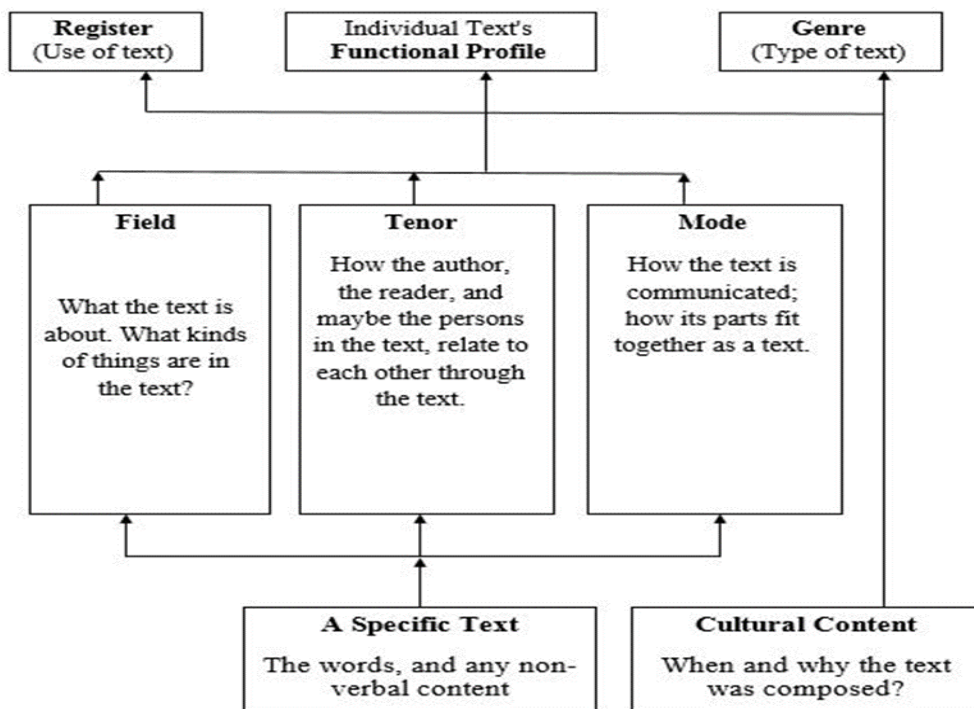 Register
(Use of text)
Individual Text's
Functional Profile
Genre
(Type of text)
Field
What the text is
about. What kinds
of things are in
the text?
Tenor
How the author,
the reader, and
maybe the persons
in the text, relate to
each other through
the text.
Mode
How the text is
communicated;
how its parts fit
together as a text.
A Specific Text
The words, and any non-
verbal content
Cultural Content
When and why the text
was composed?